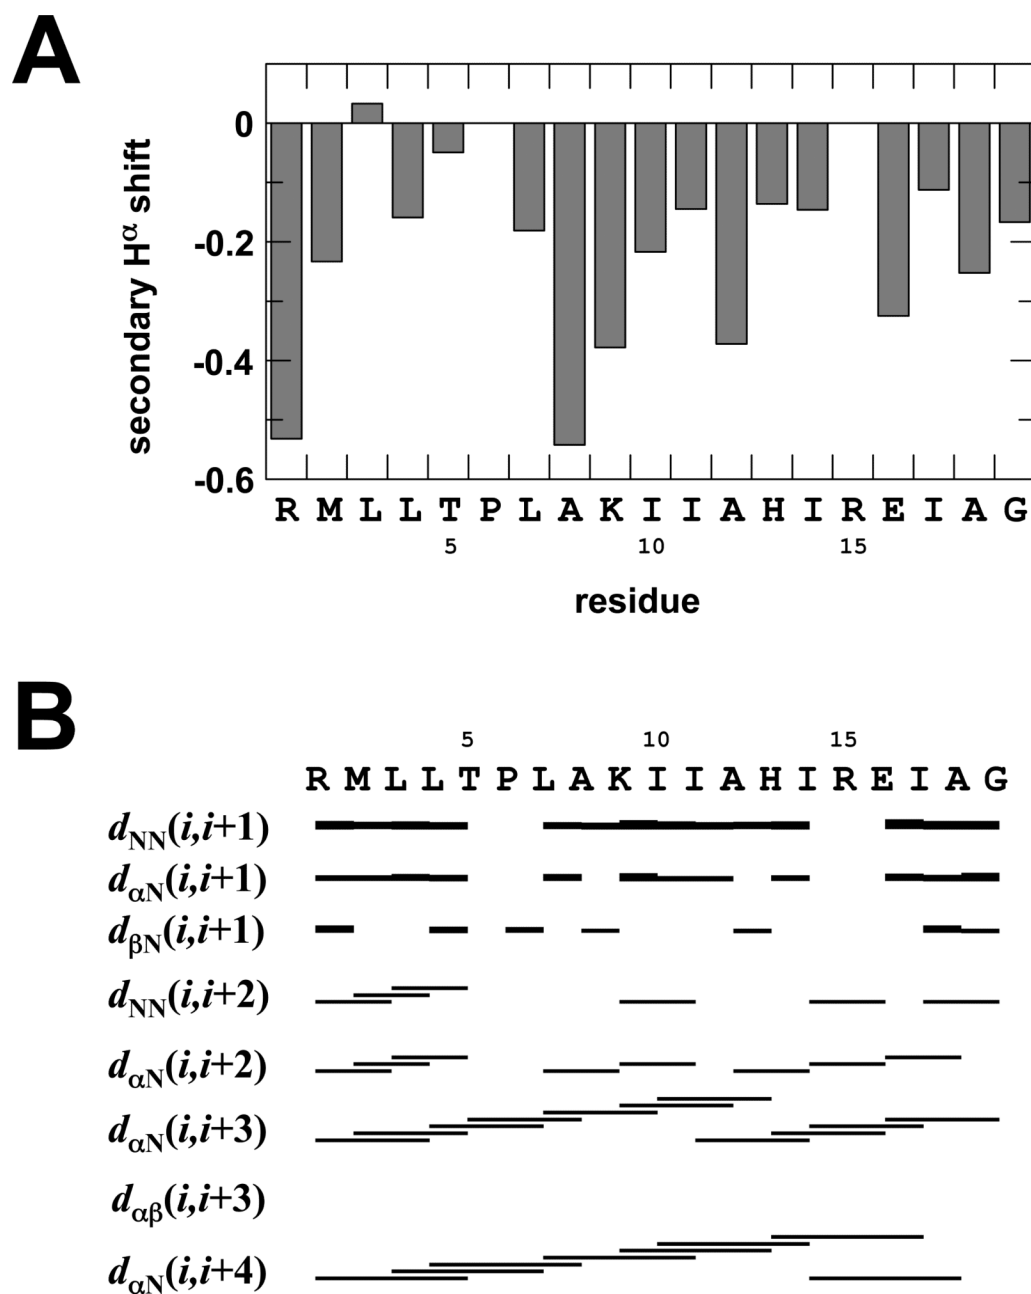 A
secondary Hα shift
0
-0.2
-0.4
-0.6
R M L L T P L A K I I A H I R E I A G
5 10 15
residue
B
5 10 15
R M L L T P L A K I I A H I R E I A G
dNN(i,i+1)
dαN(i,i+1)
dβN(i,i+1)
dNN(i,i+2)
dαN(i,i+2)
dαN(i,i+3)
dαβ(i,i+3)
dαN(i,i+4)